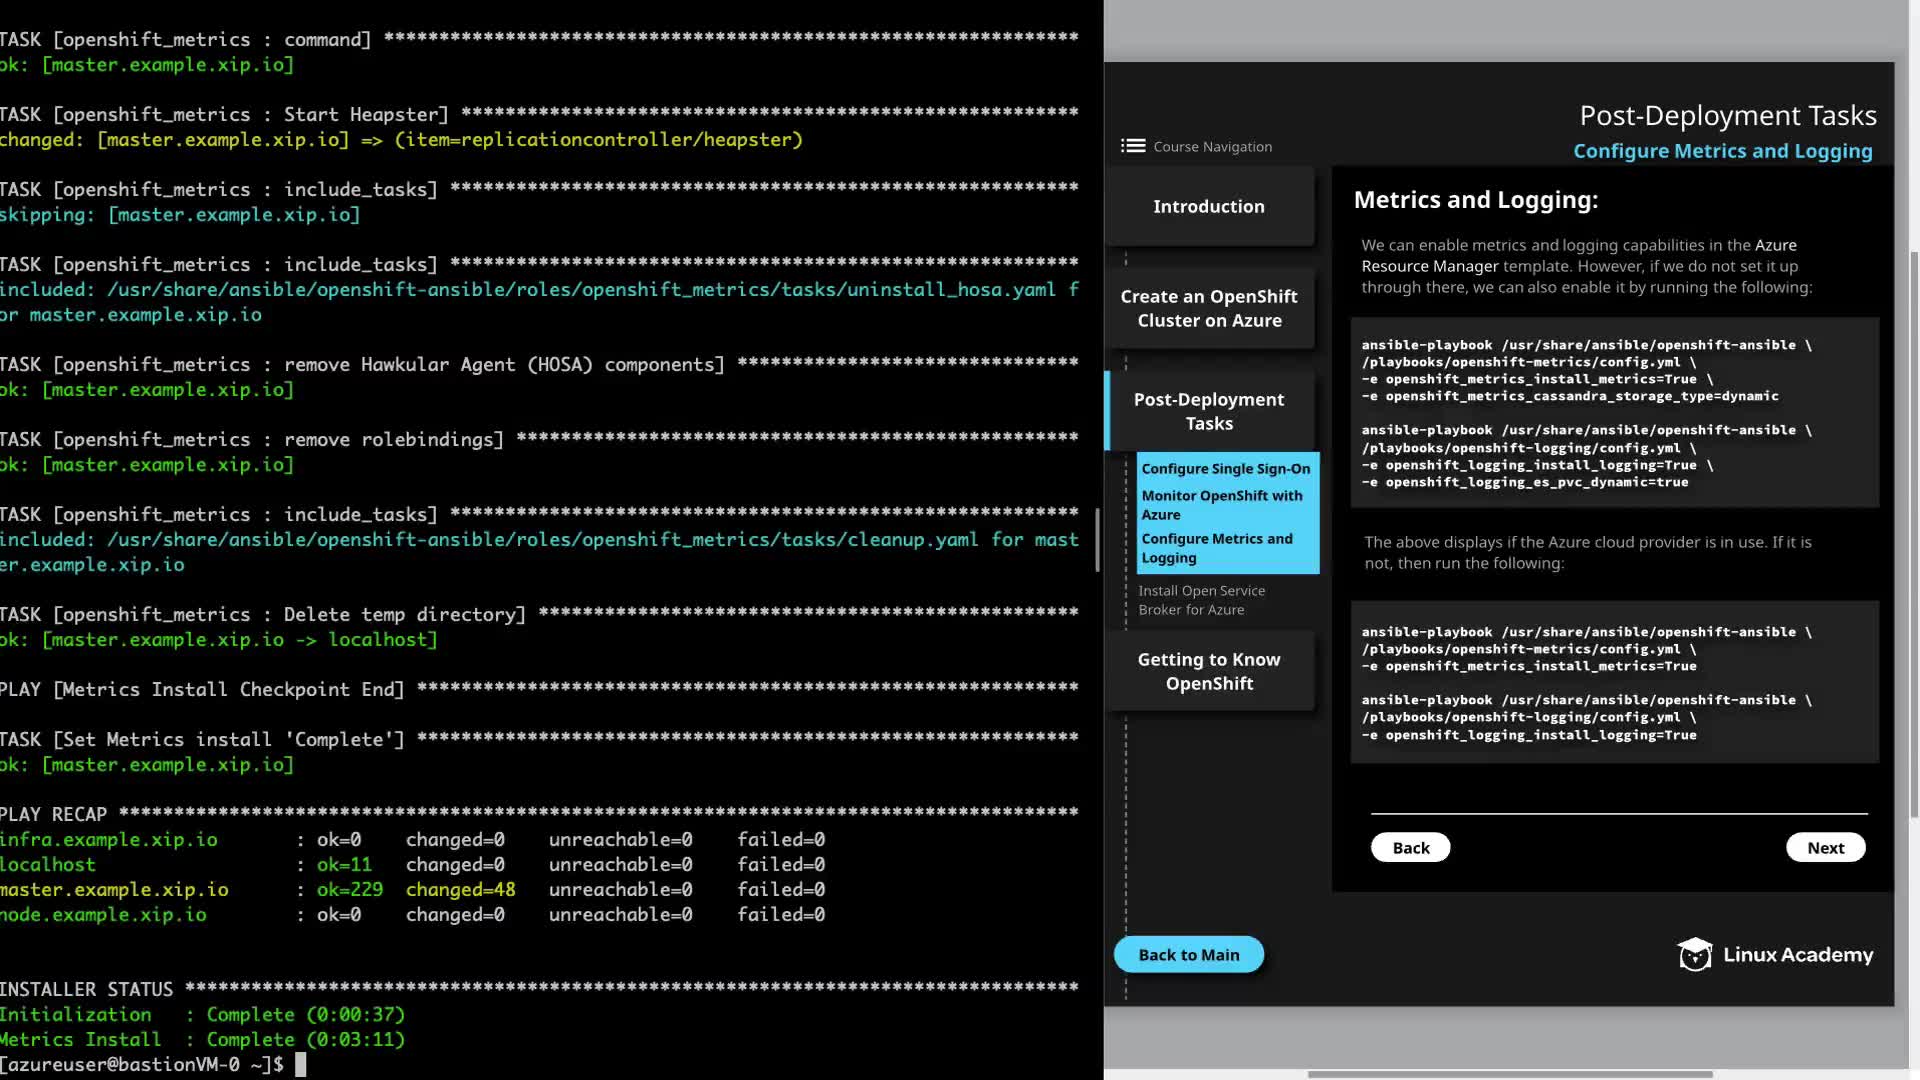 TASK [openshift_metrics : command] ***************************************************************
ok: [master.example.xip.io]
TASK [openshift_metrics : Start Heapster] ********************************************************
changed: [master.example.xip.io] => (item=replicationcontroller/heapster)
TASK [openshift_metrics : include_tasks] *********************************************************
skipping: [master.example.xip.io]
TASK [openshift_metrics : include_tasks] *********************************************************
included: /usr/share/ansible/openshift-ansible/roles/openshift_metrics/tasks/uninstall_hosa.yaml f
or master.example.xip.io
TASK [openshift_metrics : remove Hawkular Agent (HOSA) components] *******************************
ok: [master.example.xip.io]
TASK [openshift_metrics : remove rolebindings] ***************************************************
ok: [master.example.xip.io]
TASK [openshift_metrics : include_tasks] *********************************************************
included: /usr/share/ansible/openshift-ansible/roles/openshift_metrics/tasks/cleanup.yaml for mast
er.example.xip.io
TASK [openshift_metrics : Delete temp directory] *************************************************
ok: [master.example.xip.io -> localhost]
PLAY [Metrics Install Checkpoint End] ************************************************************
TASK [Set Metrics install 'Complete'] ************************************************************
ok: [master.example.xip.io]
PLAY RECAP ***************************************************************************************
infra.example.xip.io : ok=0 changed=0 unreachable=0 failed=0
localhost : ok=11 changed=0 unreachable=0 failed=0
master.example.xip.io : ok=229 changed=48 unreachable=0 failed=0
node.example.xip.io : ok=0 changed=0 unreachable=0 failed=0
INSTALLER STATUS *********************************************************************************
Initialization : Complete (0:00:37)
Metrics Install : Complete (0:03:11)
[azureuser@bastionVM-0 ~]$
Post-Deployment Tasks
Configure Metrics and Logging
Course Navigation
Introduction
Create an OpenShift
Cluster on Azure
Post-Deployment
Tasks
Configure Single Sign-On
Monitor OpenShift with
Azure
Configure Metrics and
Logging
Install Open Service
Broker for Azure
Getting to Know
OpenShift
Back to Main
Metrics and Logging:
We can enable metrics and logging capabilities in the Azure
Resource Manager template. However, if we do not set it up
through there, we can also enable it by running the following:
ansible-playbook /usr/share/ansible/openshift-ansible \
/playbooks/openshift-metrics/config.yml \
-e openshift_metrics_install_metrics=True \
-e openshift_metrics_cassandra_storage_type=dynamic
ansible-playbook /usr/share/ansible/openshift-ansible \
/playbooks/openshift-logging/config.yml \
-e openshift_logging_install_logging=True \
-e openshift_logging_es_pvc_dynamic=true
The above displays if the Azure cloud provider is in use. If it is
not, then run the following:
ansible-playbook /usr/share/ansible/openshift-ansible \
/playbooks/openshift-metrics/config.yml \
-e openshift_metrics_install_metrics=True
ansible-playbook /usr/share/ansible/openshift-ansible \
/playbooks/openshift-logging/config.yml \
-e openshift_logging_install_logging=True
Back
Next
Linux Academy